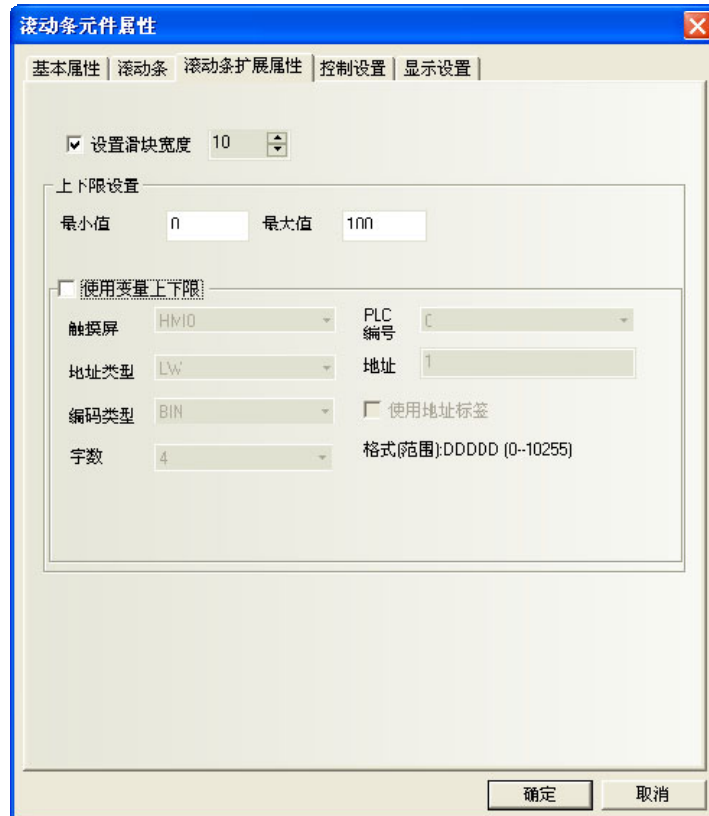 滚动条元件属性
基本属性 滚动条 滚动条扩展属性 控制设置 显示设置
设置滑块宽度 10
上下限设置
最小值 0 最大值 100
使用变量上下限
触摸屏 HMI0 PLC编号 0
地址类型 LW 地址 1
编码类型 BIN 使用地址标签
字数 4 格式(范围):DDDDD (0--10255)
确定 取消